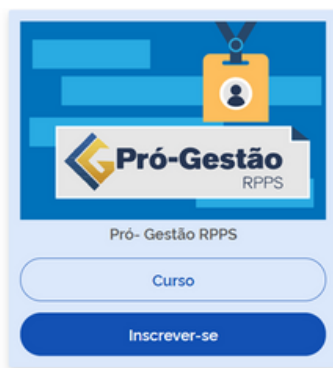 Pró-Gestão
RPPS
Pró- Gestão RPPS
Curso
Inscrever-se